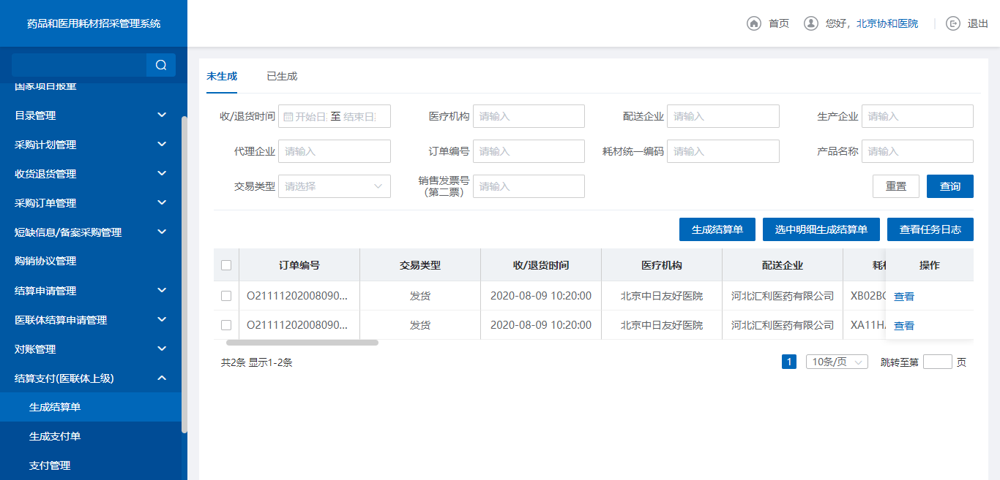 药品和医用耗材招采管理系统
首页
您好，北京协和医院
退出
国家项目报量
目录管理
采购计划管理
收货退货管理
采购订单管理
短缺信息/备案采购管理
购销协议管理
结算申请管理
医联体结算申请管理
对账管理
结算支付(医联体上级)
生成结算单
生成支付单
支付管理
未生成 已生成
收/退货时间 开始日 至 结束日 医疗机构 请输入 配送企业 请输入 生产企业 请输入
代理企业 请输入 订单编号 请输入 耗材统一编码 请输入 产品名称 请输入
交易类型 请选择 销售发票号（第二票） 请输入 重置 查询
生成结算单 选中明细生成结算单 查看任务日志
订单编号 交易类型 收/退货时间 医疗机构 配送企业 耗 操作
O21111202008090... 发货 2020-08-09 10:20:00 北京中日友好医院 河北汇利医药有限公司 XB02BC 查看
O21111202008090... 发货 2020-08-09 10:20:00 北京中日友好医院 河北汇利医药有限公司 XA11H 查看
共2条 显示1-2条 1 10条/页 跳转至第 页